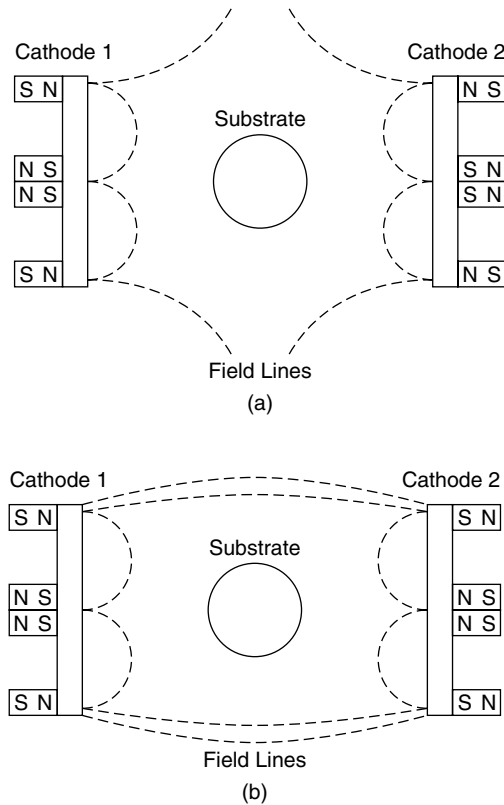 Cathode 1 Cathode 2
S N N S
Substrate
N S S N
N S S N
S N N S
Field Lines
(a)
Cathode 1 Cathode 2
S N S N
Substrate
N S N S
N S N S
S N S N
Field Lines
(b)